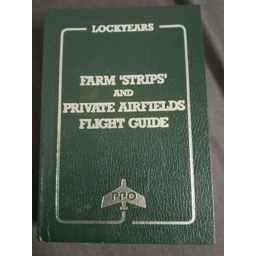 LOCKYEARS
FARM 'STRIPS'
AND
PRIVATE AIRFIELDS
FLIGHT GUIDE
PPO